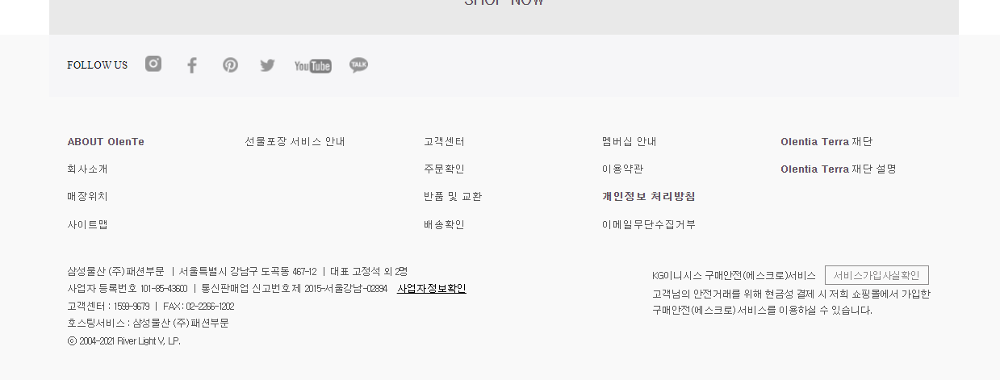 SHOP NOW
FOLLOW US
You Tube
TALK
ABOUT OlenTe
회사소개
매장위치
사이트맵
선물포장 서비스 안내
고객센터
주문확인
반품 및 교환
배송확인
멤버십 안내
이용약관
개인정보 처리방침
이메일무단수집거부
Olentia Terra 재단
Olentia Terra 재단 설명
삼성물산 (주)패션부문 | 서울특별시 강남구 도곡동 467-12 | 대표 고정석 외 2명
사업자 등록번호 101-85-43600 | 통신판매업 신고번호제 2015-서울강남-02894 사업자정보확인
고객센터 : 1599-9679 | FAX : 02-2266-1202
호스팅서비스 : 삼성물산 (주)패션부문
ⓒ 2004-2021 River Light V, LP.
KG이니시스 구매안전(에스크로)서비스 서비스가입사실확인
고객님의 안전거래를 위해 현금성 결제 시 저희 쇼핑몰에서 가입한
구매안전(에스크로) 서비스를 이용하실 수 있습니다.